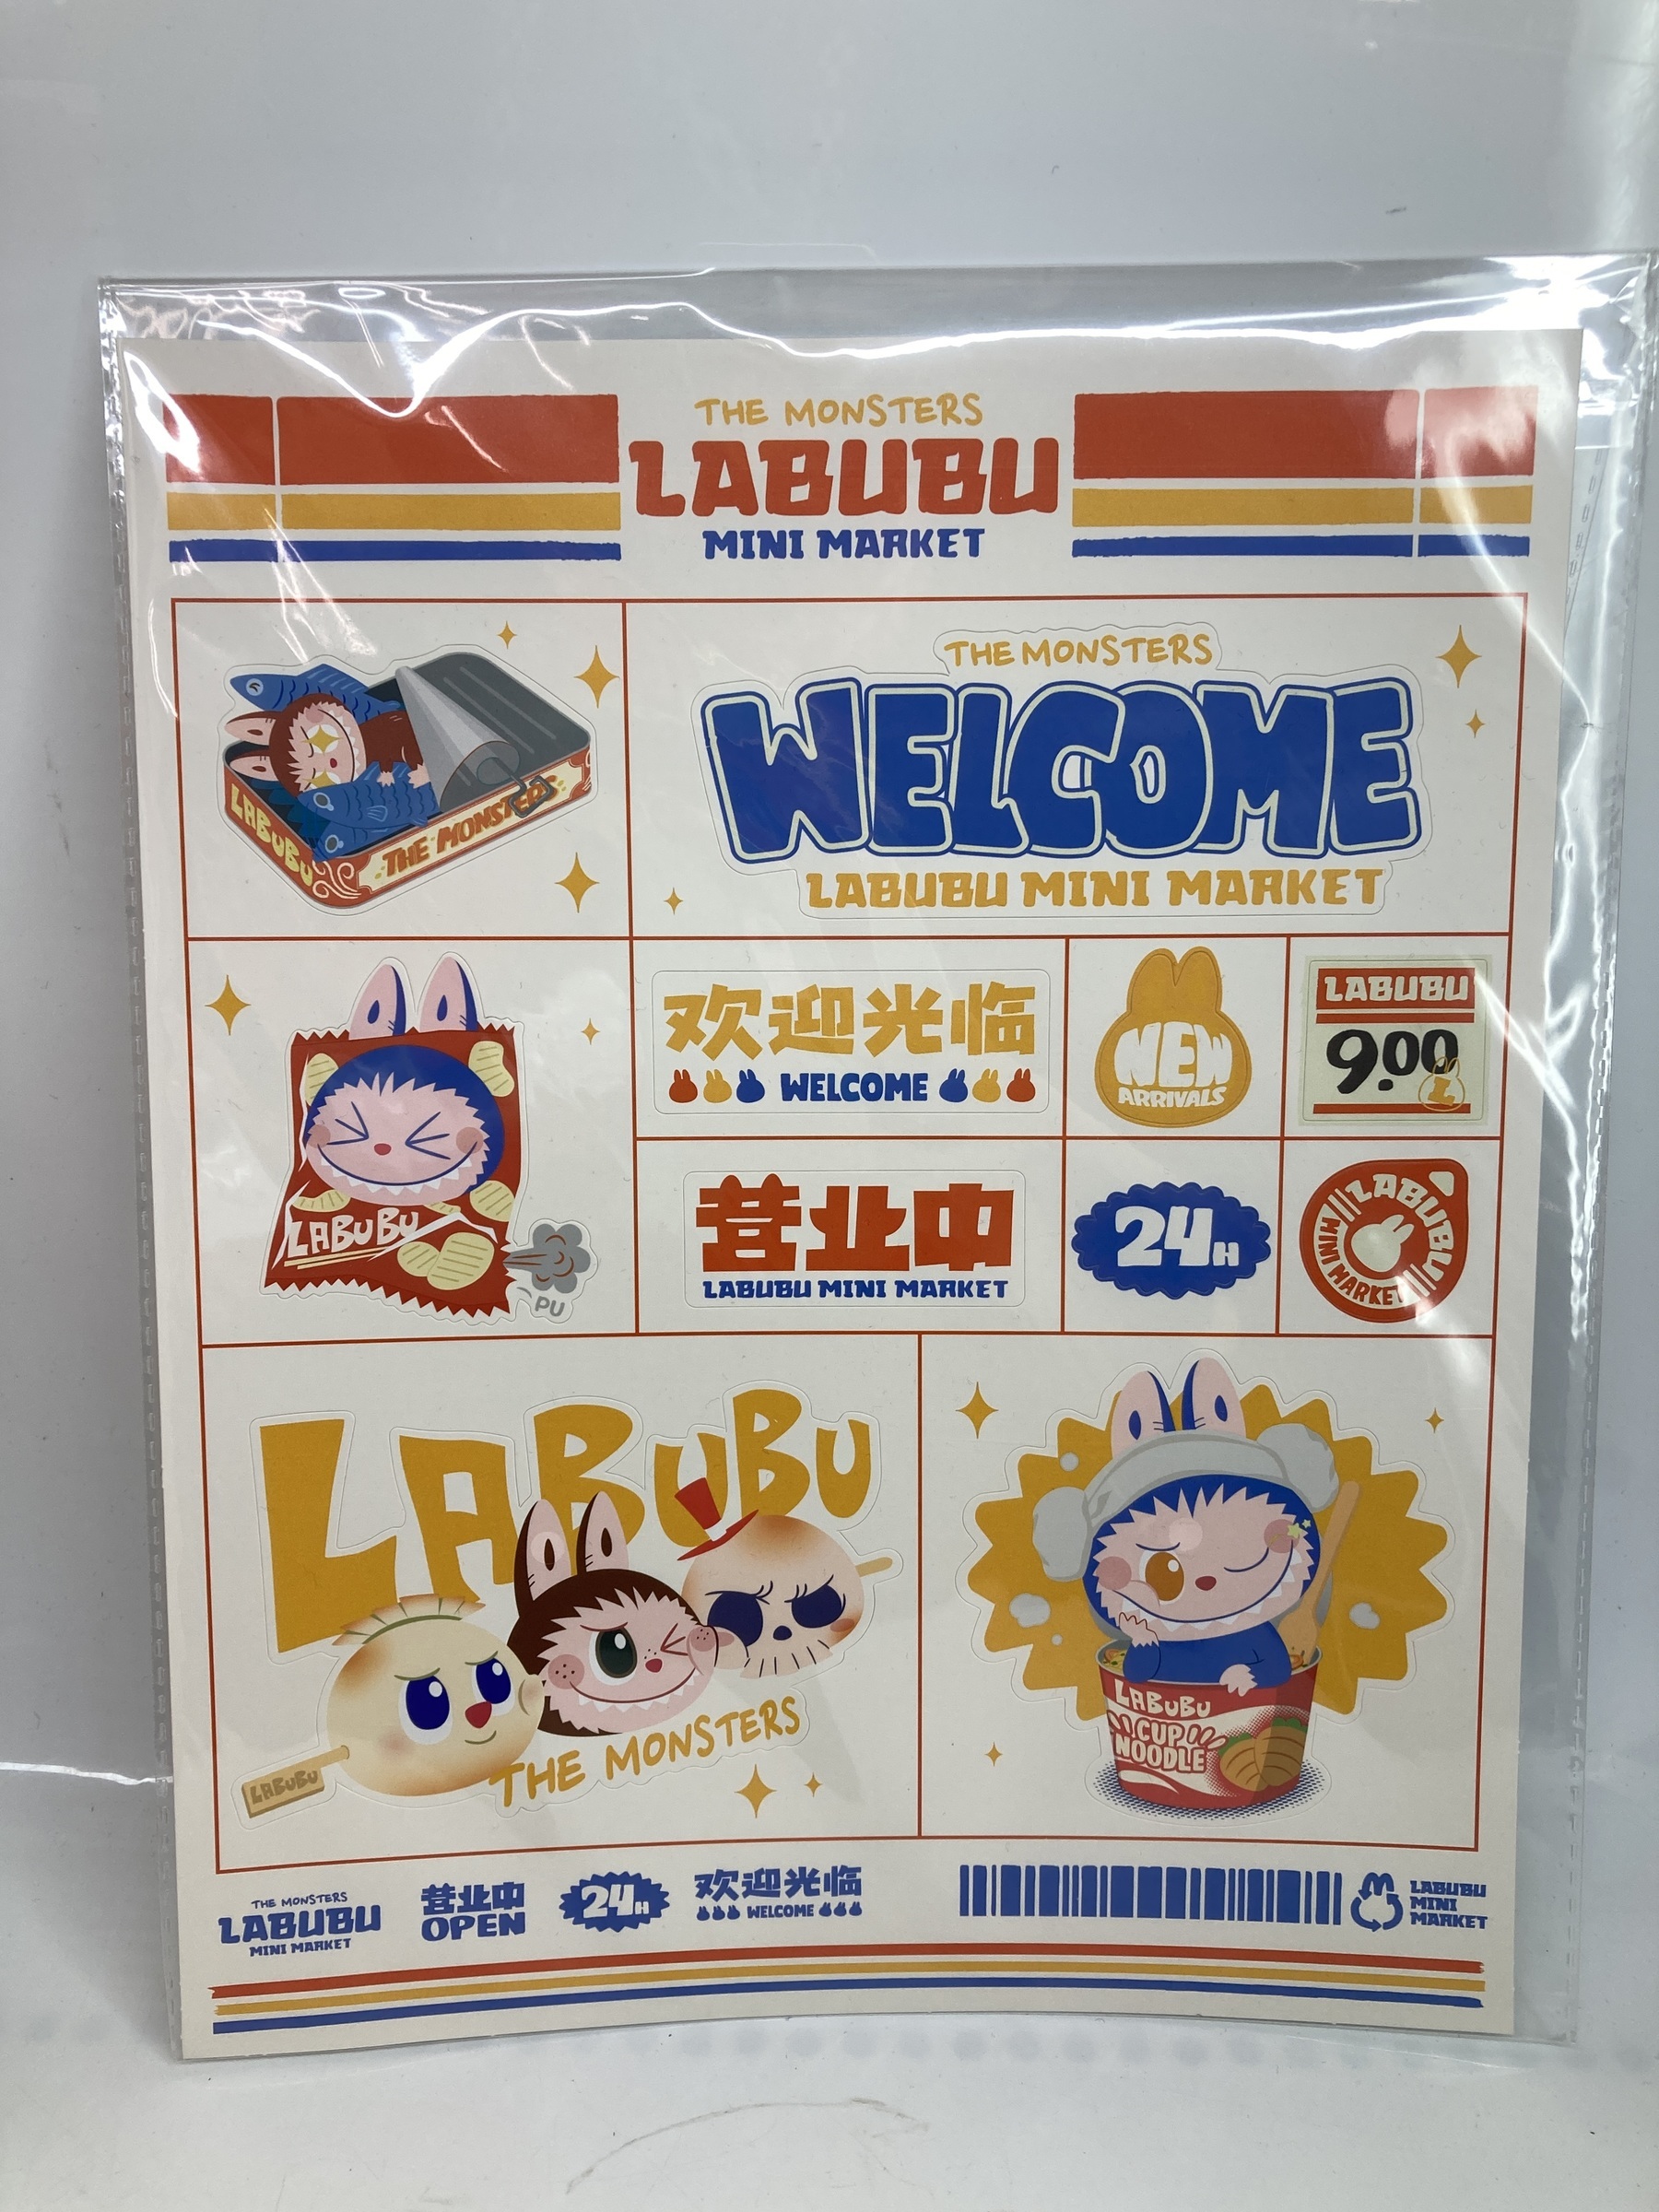 THE MONSTERS
LABUBU
MINI MARKET
LABUBU
THE MONSTERS
THE MONSTERS
WELCOME
LABUBU MINI MARKET
LABUBU
PU
欢迎光临
WELCOME
NEW
ARRIVALS
LABUBU
9.00
L
营业中
LABUBU MINI MARKET
24H
LABUBU
MINI MARKET
LABUBU
LABUBU
THE MONSTERS
LABUBU
CUP
NOODLE
THE MONSTERS
LABUBU
MINI MARKET
营业中
OPEN
24H
欢迎光临
WELCOME
LABUBU
MINI
MARKET